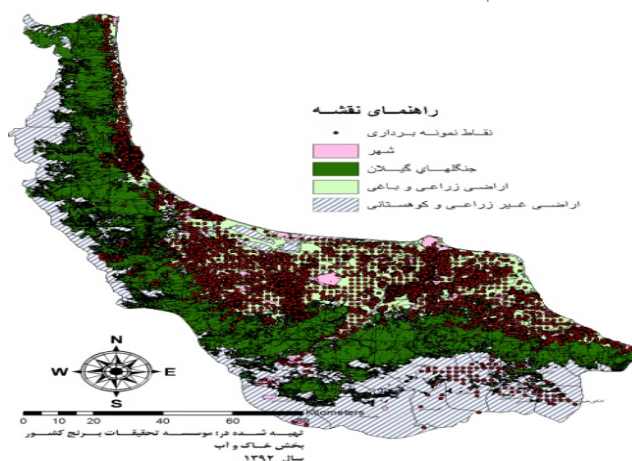 راهنمای نقشه
نقاط نمونه برداری
شهر
جنگلهای گیلان
اراضی زراعی و باغی
اراضی غیر زراعی و کوهستانی
N
W E
S
0 10 20 40 60 80
Kilometers
تهیه شده در: موسسه تحقیقات برنج کشور
بخش خاک و آب
سال ۱۳۹۲